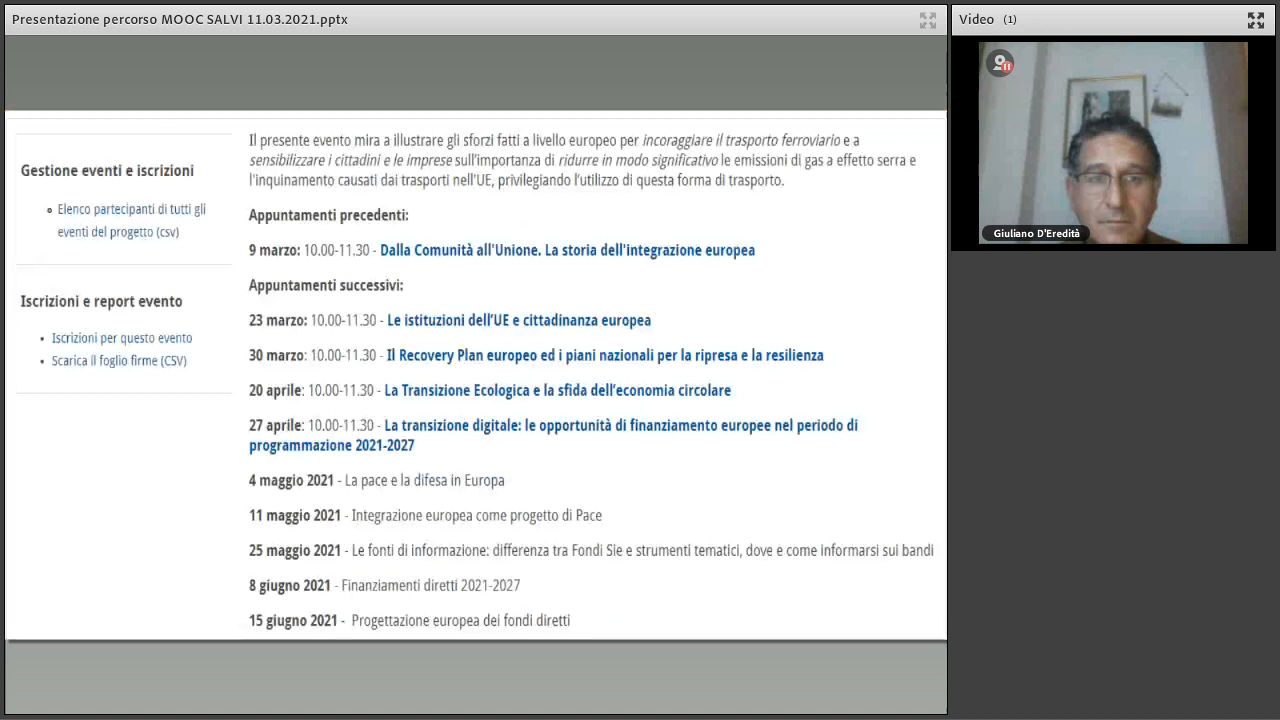 Presentazione percorso MOOC SALVI 11.03.2021.pptx
Video (1)
Giuliano D'Eredità
Gestione eventi e iscrizioni
Elenco partecipanti di tutti gli
eventi del progetto (csv)
Iscrizioni e report evento
Iscrizioni per questo evento
Scarica il foglio firme (CSV)
Il presente evento mira a illustrare gli sforzi fatti a livello europeo per incoraggiare il trasporto ferroviario e a
sensibilizzare i cittadini e le imprese sull'importanza di ridurre in modo significativo le emissioni di gas a effetto serra e
l'inquinamento causati dai trasporti nell'UE, privilegiando l'utilizzo di questa forma di trasporto.
Appuntamenti precedenti:
9 marzo: 10.00-11.30 - Dalla Comunità all'Unione. La storia dell'integrazione europea
Appuntamenti successivi:
23 marzo: 10.00-11.30 - Le istituzioni dell'UE e cittadinanza europea
30 marzo: 10.00-11.30 - Il Recovery Plan europeo ed i piani nazionali per la ripresa e la resilienza
20 aprile: 10.00-11.30 - La Transizione Ecologica e la sfida dell'economia circolare
27 aprile: 10.00-11.30 - La transizione digitale: le opportunità di finanziamento europee nel periodo di
programmazione 2021-2027
4 maggio 2021 - La pace e la difesa in Europa
11 maggio 2021 - Integrazione europea come progetto di Pace
25 maggio 2021 - Le fonti di informazione: differenza tra Fondi Sie e strumenti tematici, dove e come informarsi sui bandi
8 giugno 2021 - Finanziamenti diretti 2021-2027
15 giugno 2021 - Progettazione europea dei fondi diretti